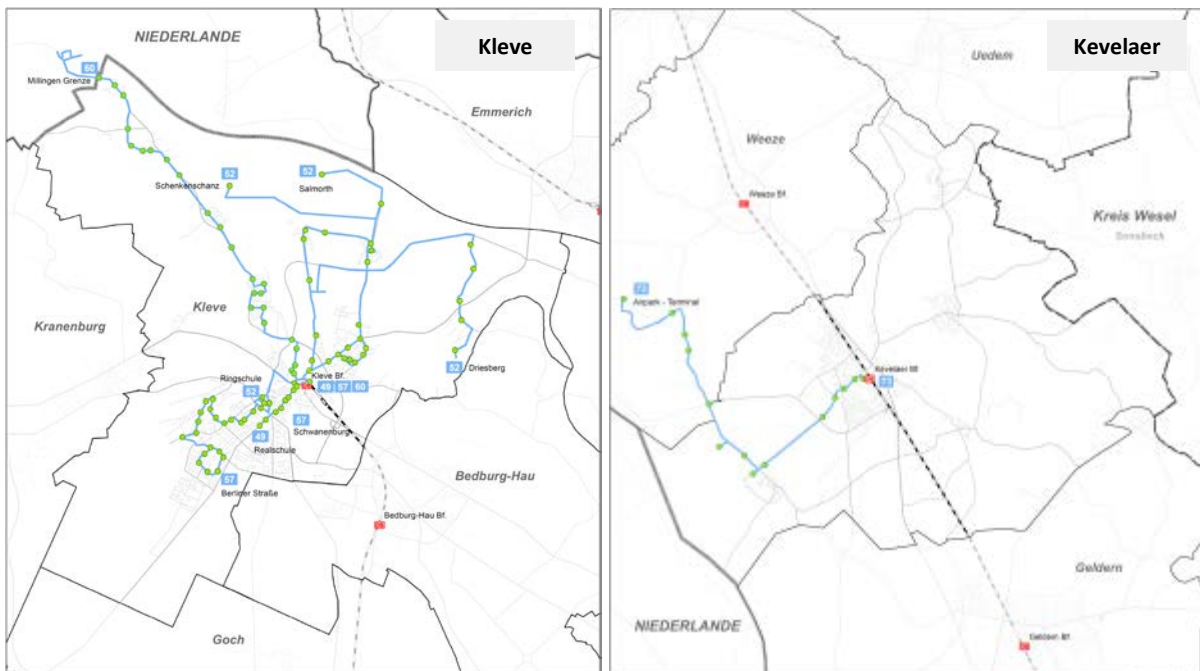 Kleve
NIEDERLANDE
60
Millingen Grenze
Emmerich
52
52
Schenkenschanz
Salmorth
Kleve
Kranenburg
Driesberg
52
Ringschule
52
Kleve Bf.
49 57 60
57
Schwanenburg
49
Realschule
57
Berliner Straße
Bedburg-Hau
Bedburg-Hau Bf.
Goch
Kevelaer
Uedem
Weeze
Weeze Bf.
Kreis Wesel
Sonsbeck
73
Airpark - Terminal
Kevelaer Bf.
73
Geldern
NIEDERLANDE
Geldern Bf.